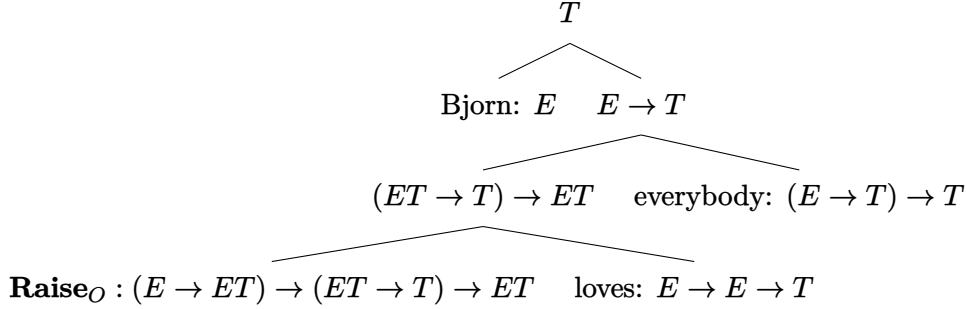 T
Bjorn: E E → T
(ET → T) → ET everybody: (E → T) → T
Raise_O : (E → ET) → (ET → T) → ET loves: E → E → T